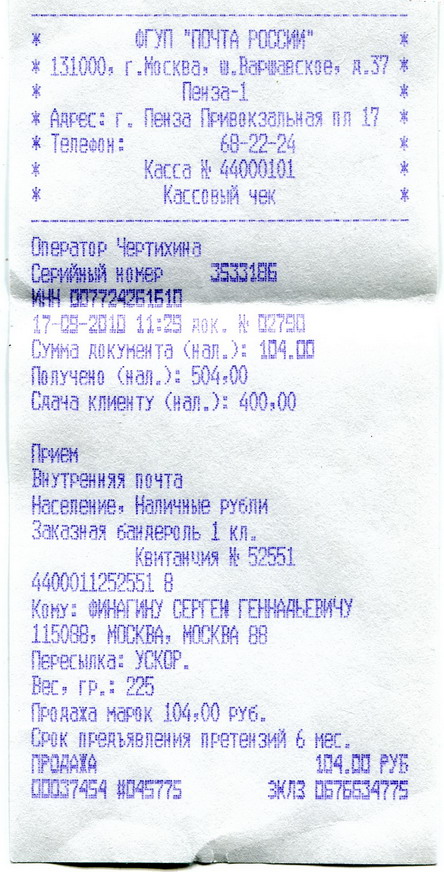 * ФГУП "ПОЧТА РОССИИ" *
* 131000, г.Москва, ш.Варшавское, д.37 *
* Пенза-1 *
* Адрес: г. Пенза Привокзальная пл 17 *
* Телефон: 68-22-24 *
* Касса № 44000101 *
* Кассовый чек *
Оператор Чертихина
Серийный номер 3533186
ИНН 007724261610
17-09-2010 11:29 док. № 02790
Сумма документа (нал.): 104.00
Получено (нал.): 504,00
Сдача клиенту (нал.): 400,00
Прием
Внутренняя почта
Население, Наличные рубли
Заказная бандероль 1 кл.
Квитанция № 52551
4400011252551 8
Кому: ФИНАГИНУ СЕРГЕЮ ГЕННАДЬЕВИЧУ
115088, МОСКВА, МОСКВА 88
Пересылка: УСКОР.
Вес, гр.: 225
Продажа марок 104,00 руб.
Срок предъявления претензий 6 мес.
ПРОДАЖА 104.00 РУБ
00037454 #045775 ЭКЛЗ 0676534775